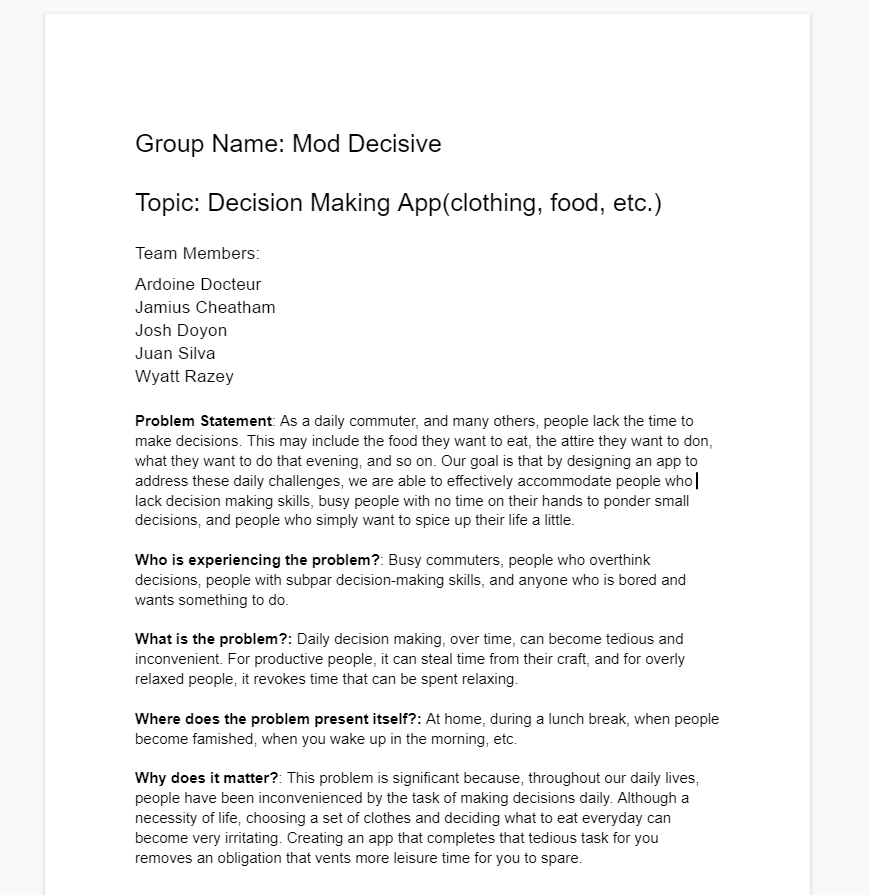 Group Name: Mod Decisive
Topic: Decision Making App(clothing, food, etc.)
Team Members:
Ardoine Docteur
Jamius Cheatham
Josh Doyon
Juan Silva
Wyatt Razey
Problem Statement: As a daily commuter, and many others, people lack the time to
make decisions. This may include the food they want to eat, the attire they want to don,
what they want to do that evening, and so on. Our goal is that by designing an app to
address these daily challenges, we are able to effectively accommodate people who
lack decision making skills, busy people with no time on their hands to ponder small
decisions, and people who simply want to spice up their life a little.
Who is experiencing the problem?: Busy commuters, people who overthink
decisions, people with subpar decision-making skills, and anyone who is bored and
wants something to do.
What is the problem?: Daily decision making, over time, can become tedious and
inconvenient. For productive people, it can steal time from their craft, and for overly
relaxed people, it revokes time that can be spent relaxing.
Where does the problem present itself?: At home, during a lunch break, when people
become famished, when you wake up in the morning, etc.
Why does it matter?: This problem is significant because, throughout our daily lives,
people have been inconvenienced by the task of making decisions daily. Although a
necessity of life, choosing a set of clothes and deciding what to eat everyday can
become very irritating. Creating an app that completes that tedious task for you
removes an obligation that vents more leisure time for you to spare.